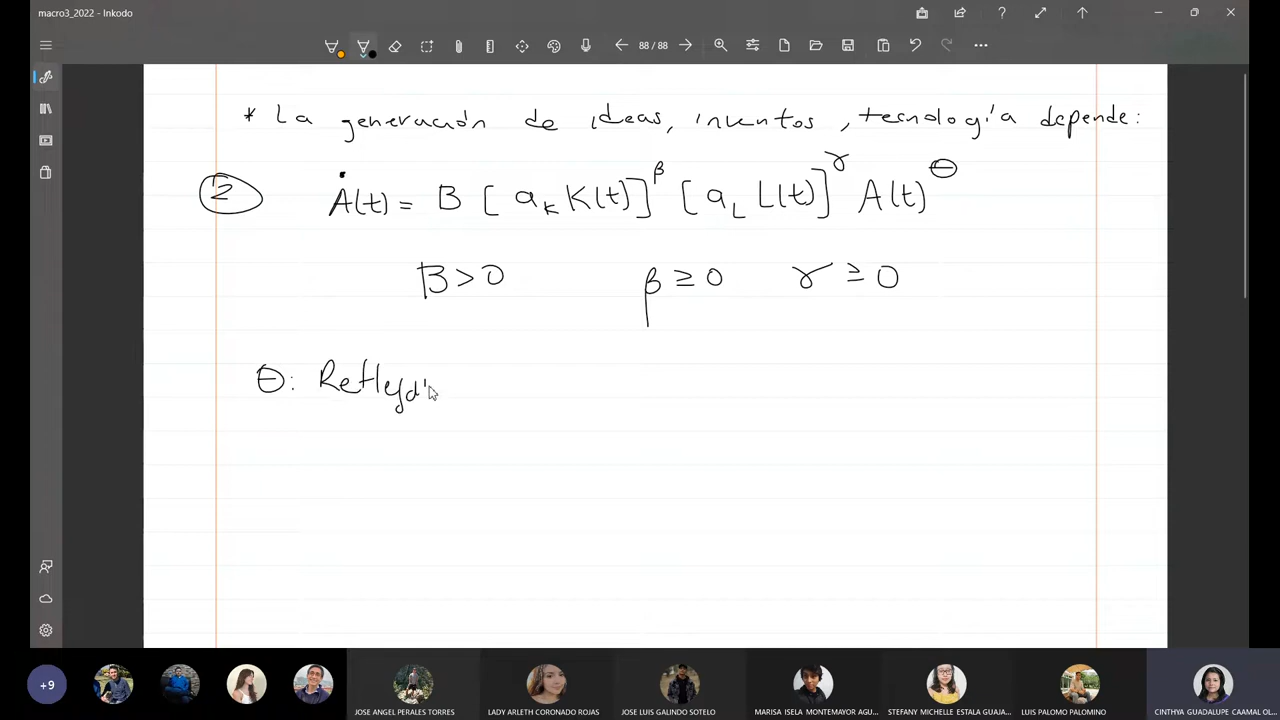 macro3_2022 - Inkodo
88 / 88
* La generación de ideas, inventos, tecnología depende:
② Ȧ(t) = B [a_K K(t)]^β [a_L L(t)]^γ A(t)^θ
B > 0 β ≥ 0 γ ≥ 0
θ: Refleja
+9
JOSE ANGEL PERALES TORRES
LADY ARLETH CORONADO ROJAS
JOSE LUIS GALINDO SOTELO
MARISA ISELA MONTEMAYOR AGU...
STEFANY MICHELLE ESTALA GUAJA...
LUIS PALOMO PALOMINO
CINTHYA GUADALUPE CAAMAL OL...